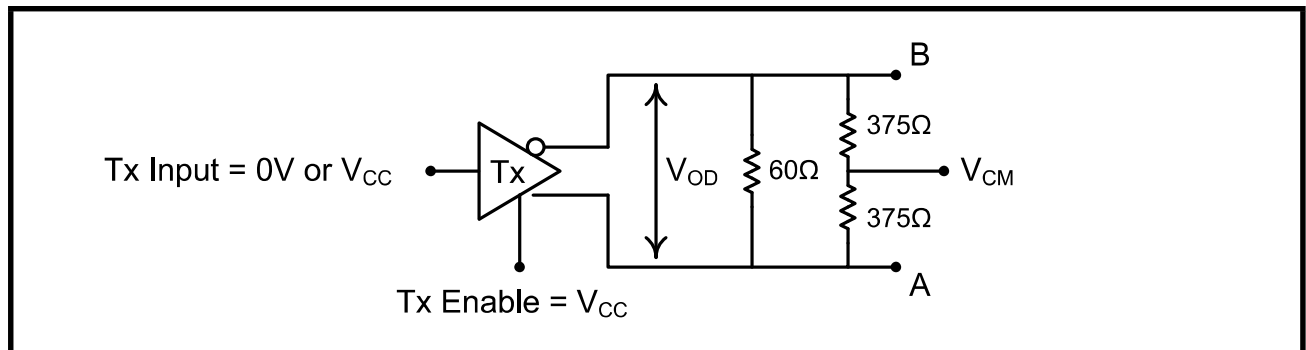 B
375Ω
Tx Input = 0V or VCC
Tx
VOD
60Ω
VCM
375Ω
A
Tx Enable = VCC